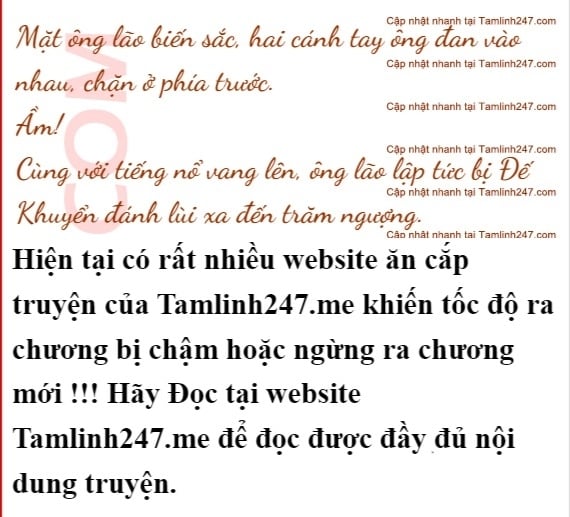 Cập nhật nhanh tại Tamlinh247.com
Mặt ông lão biến sắc, hai cánh tay ông đan vào
Cập nhật nhanh tại Tamlinh247.com
nhau, chặn ở phía trước.
Cập nhật nhanh tại Tamlinh247.com
Ầm!
Cập nhật nhanh tại Tamlinh247.com
Cùng với tiếng nổ vang lên, ông lão lập tức bị Đế
Cập nhật nhanh tại Tamlinh247.com
Khuyển đánh lùi xa đến trăm ngượng.
Cập nhật nhanh tại Tamlinh247.com
COM
Hiện tại có rất nhiều website ăn cắp
truyện của Tamlinh247.me khiến tốc độ ra
chương bị chậm hoặc ngừng ra chương
mới !!! Hãy Đọc tại website
Tamlinh247.me để đọc được đầy đủ nội
dung truyện.